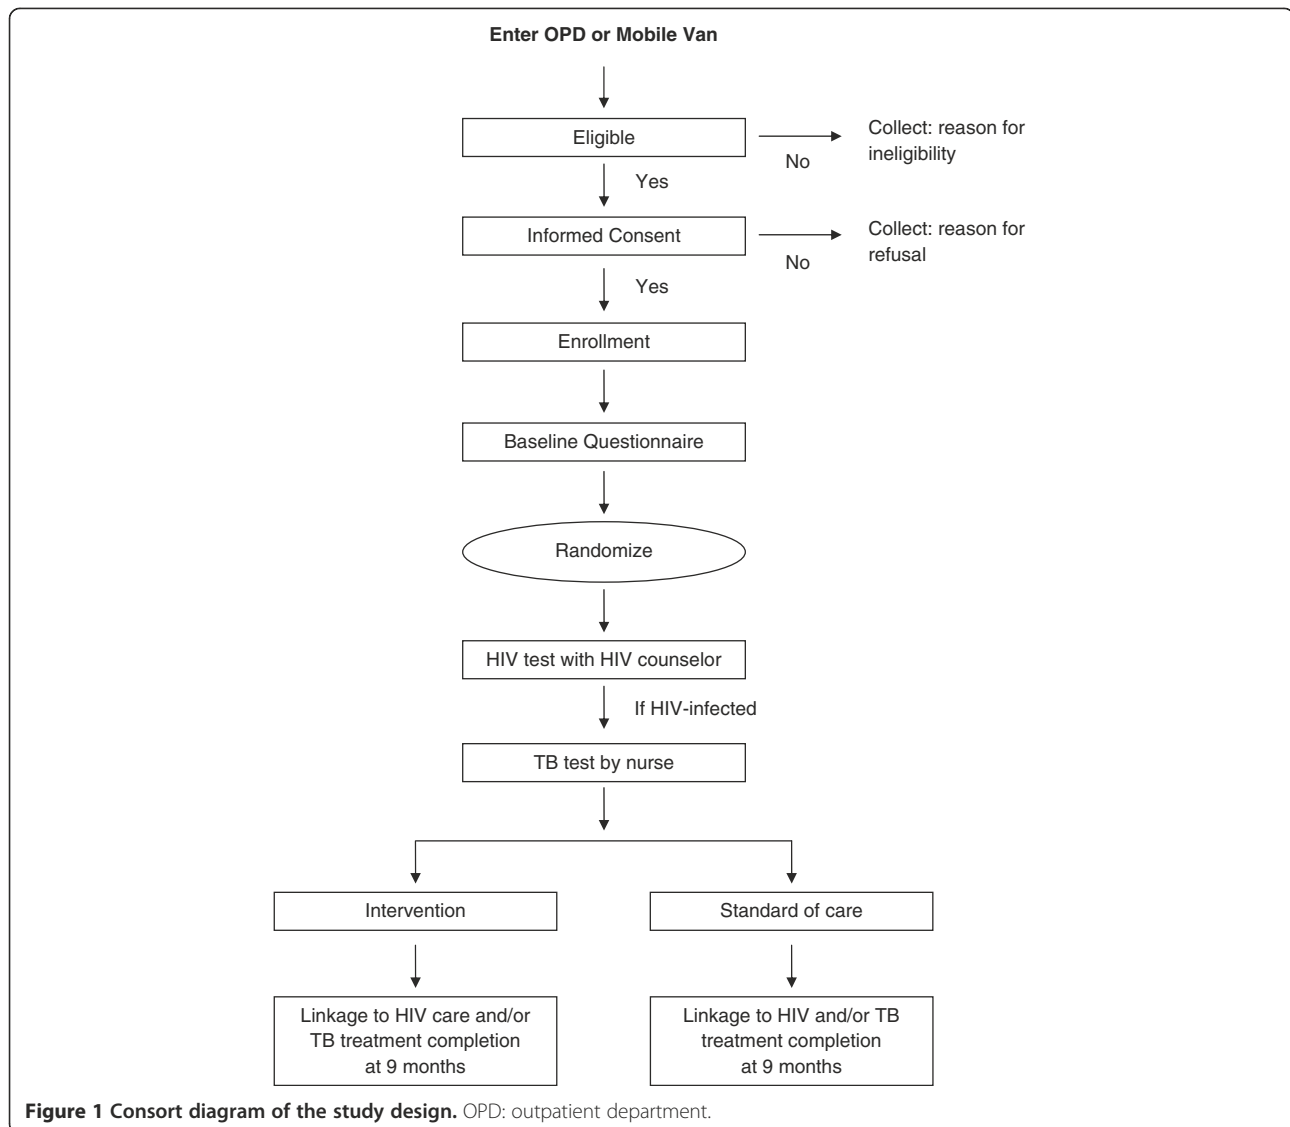 Enter OPD or Mobile Van
Eligible
No
Collect: reason for
ineligibility
Yes
Informed Consent
No
Collect: reason for
refusal
Yes
Enrollment
Baseline Questionnaire
Randomize
HIV test with HIV counselor
If HIV-infected
TB test by nurse
Intervention
Standard of care
Linkage to HIV care and/or
TB treatment completion
at 9 months
Linkage to HIV and/or TB
treatment completion
at 9 months
Figure 1 Consort diagram of the study design. OPD: outpatient department.